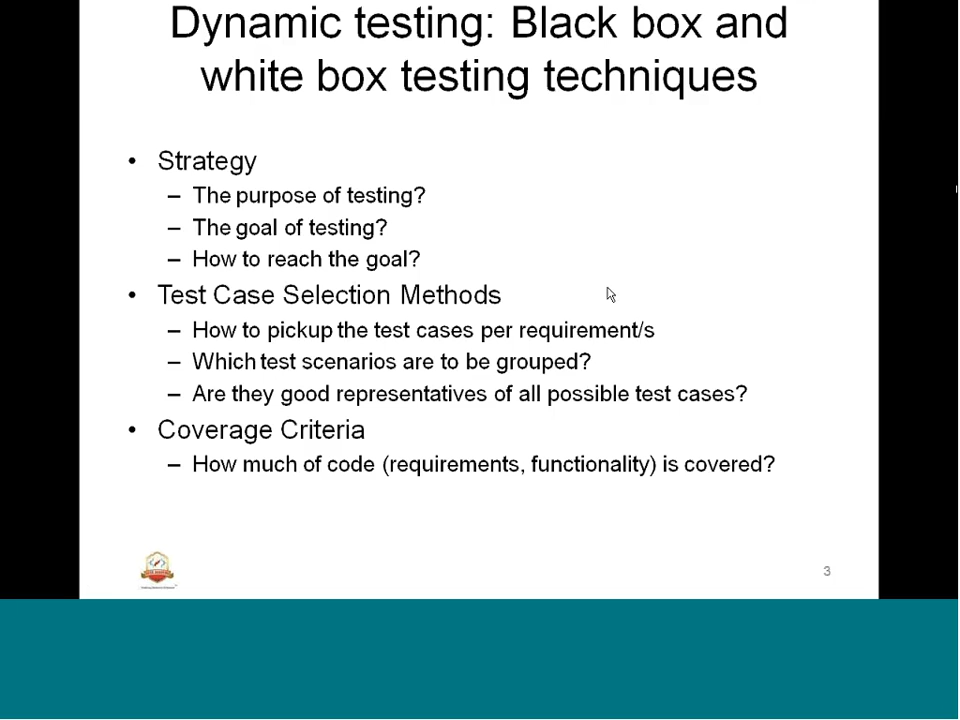 Dynamic testing: Black box and
white box testing techniques
• Strategy
– The purpose of testing?
– The goal of testing?
– How to reach the goal?
• Test Case Selection Methods
– How to pickup the test cases per requirement/s
– Which test scenarios are to be grouped?
– Are they good representatives of all possible test cases?
• Coverage Criteria
– How much of code (requirements, functionality) is covered?
3